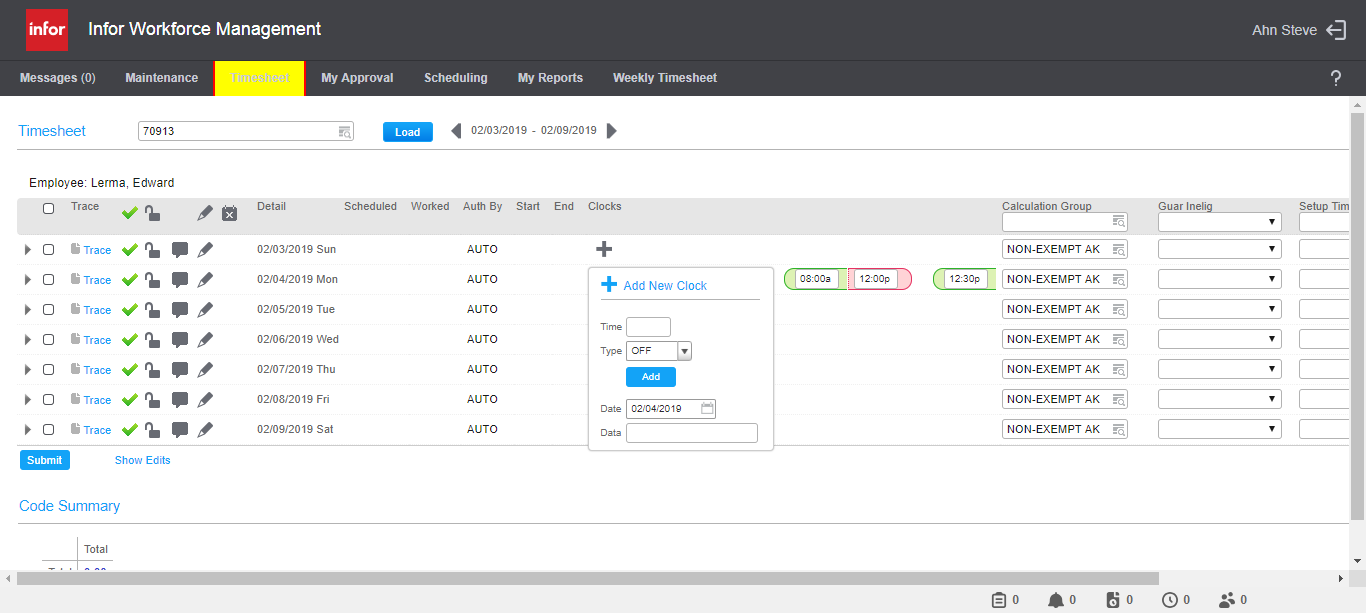 infor Infor Workforce Management Ahn Steve
Messages (0) Maintenance Timesheet My Approval Scheduling My Reports Weekly Timesheet ?
Timesheet 70913 Load 02/03/2019 - 02/09/2019
Employee: Lerma, Edward
Trace Detail Scheduled Worked Auth By Start End Clocks Calculation Group Guar Inelig Setup Tim
Trace 02/03/2019 Sun AUTO NON-EXEMPT AK
Trace 02/04/2019 Mon AUTO 08:00a 12:00p 12:30p NON-EXEMPT AK
Trace 02/05/2019 Tue AUTO NON-EXEMPT AK
Trace 02/06/2019 Wed AUTO NON-EXEMPT AK
Trace 02/07/2019 Thu AUTO NON-EXEMPT AK
Trace 02/08/2019 Fri AUTO NON-EXEMPT AK
Trace 02/09/2019 Sat AUTO NON-EXEMPT AK
Add New Clock
Time
Type OFF
Add
Date 02/04/2019
Data
Submit Show Edits
Code Summary
Total
0 0 0 0 0